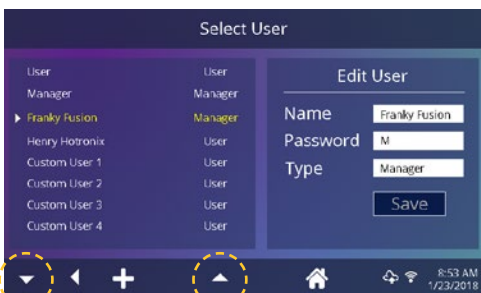 Select User
User User
Manager Manager
Franky Fusion Manager
Henry Hotronix User
Custom User 1 User
Custom User 2 User
Custom User 3 User
Custom User 4 User
Edit User
Name Franky Fusion
Password M
Type Manager
Save
8:53 AM
1/23/2018